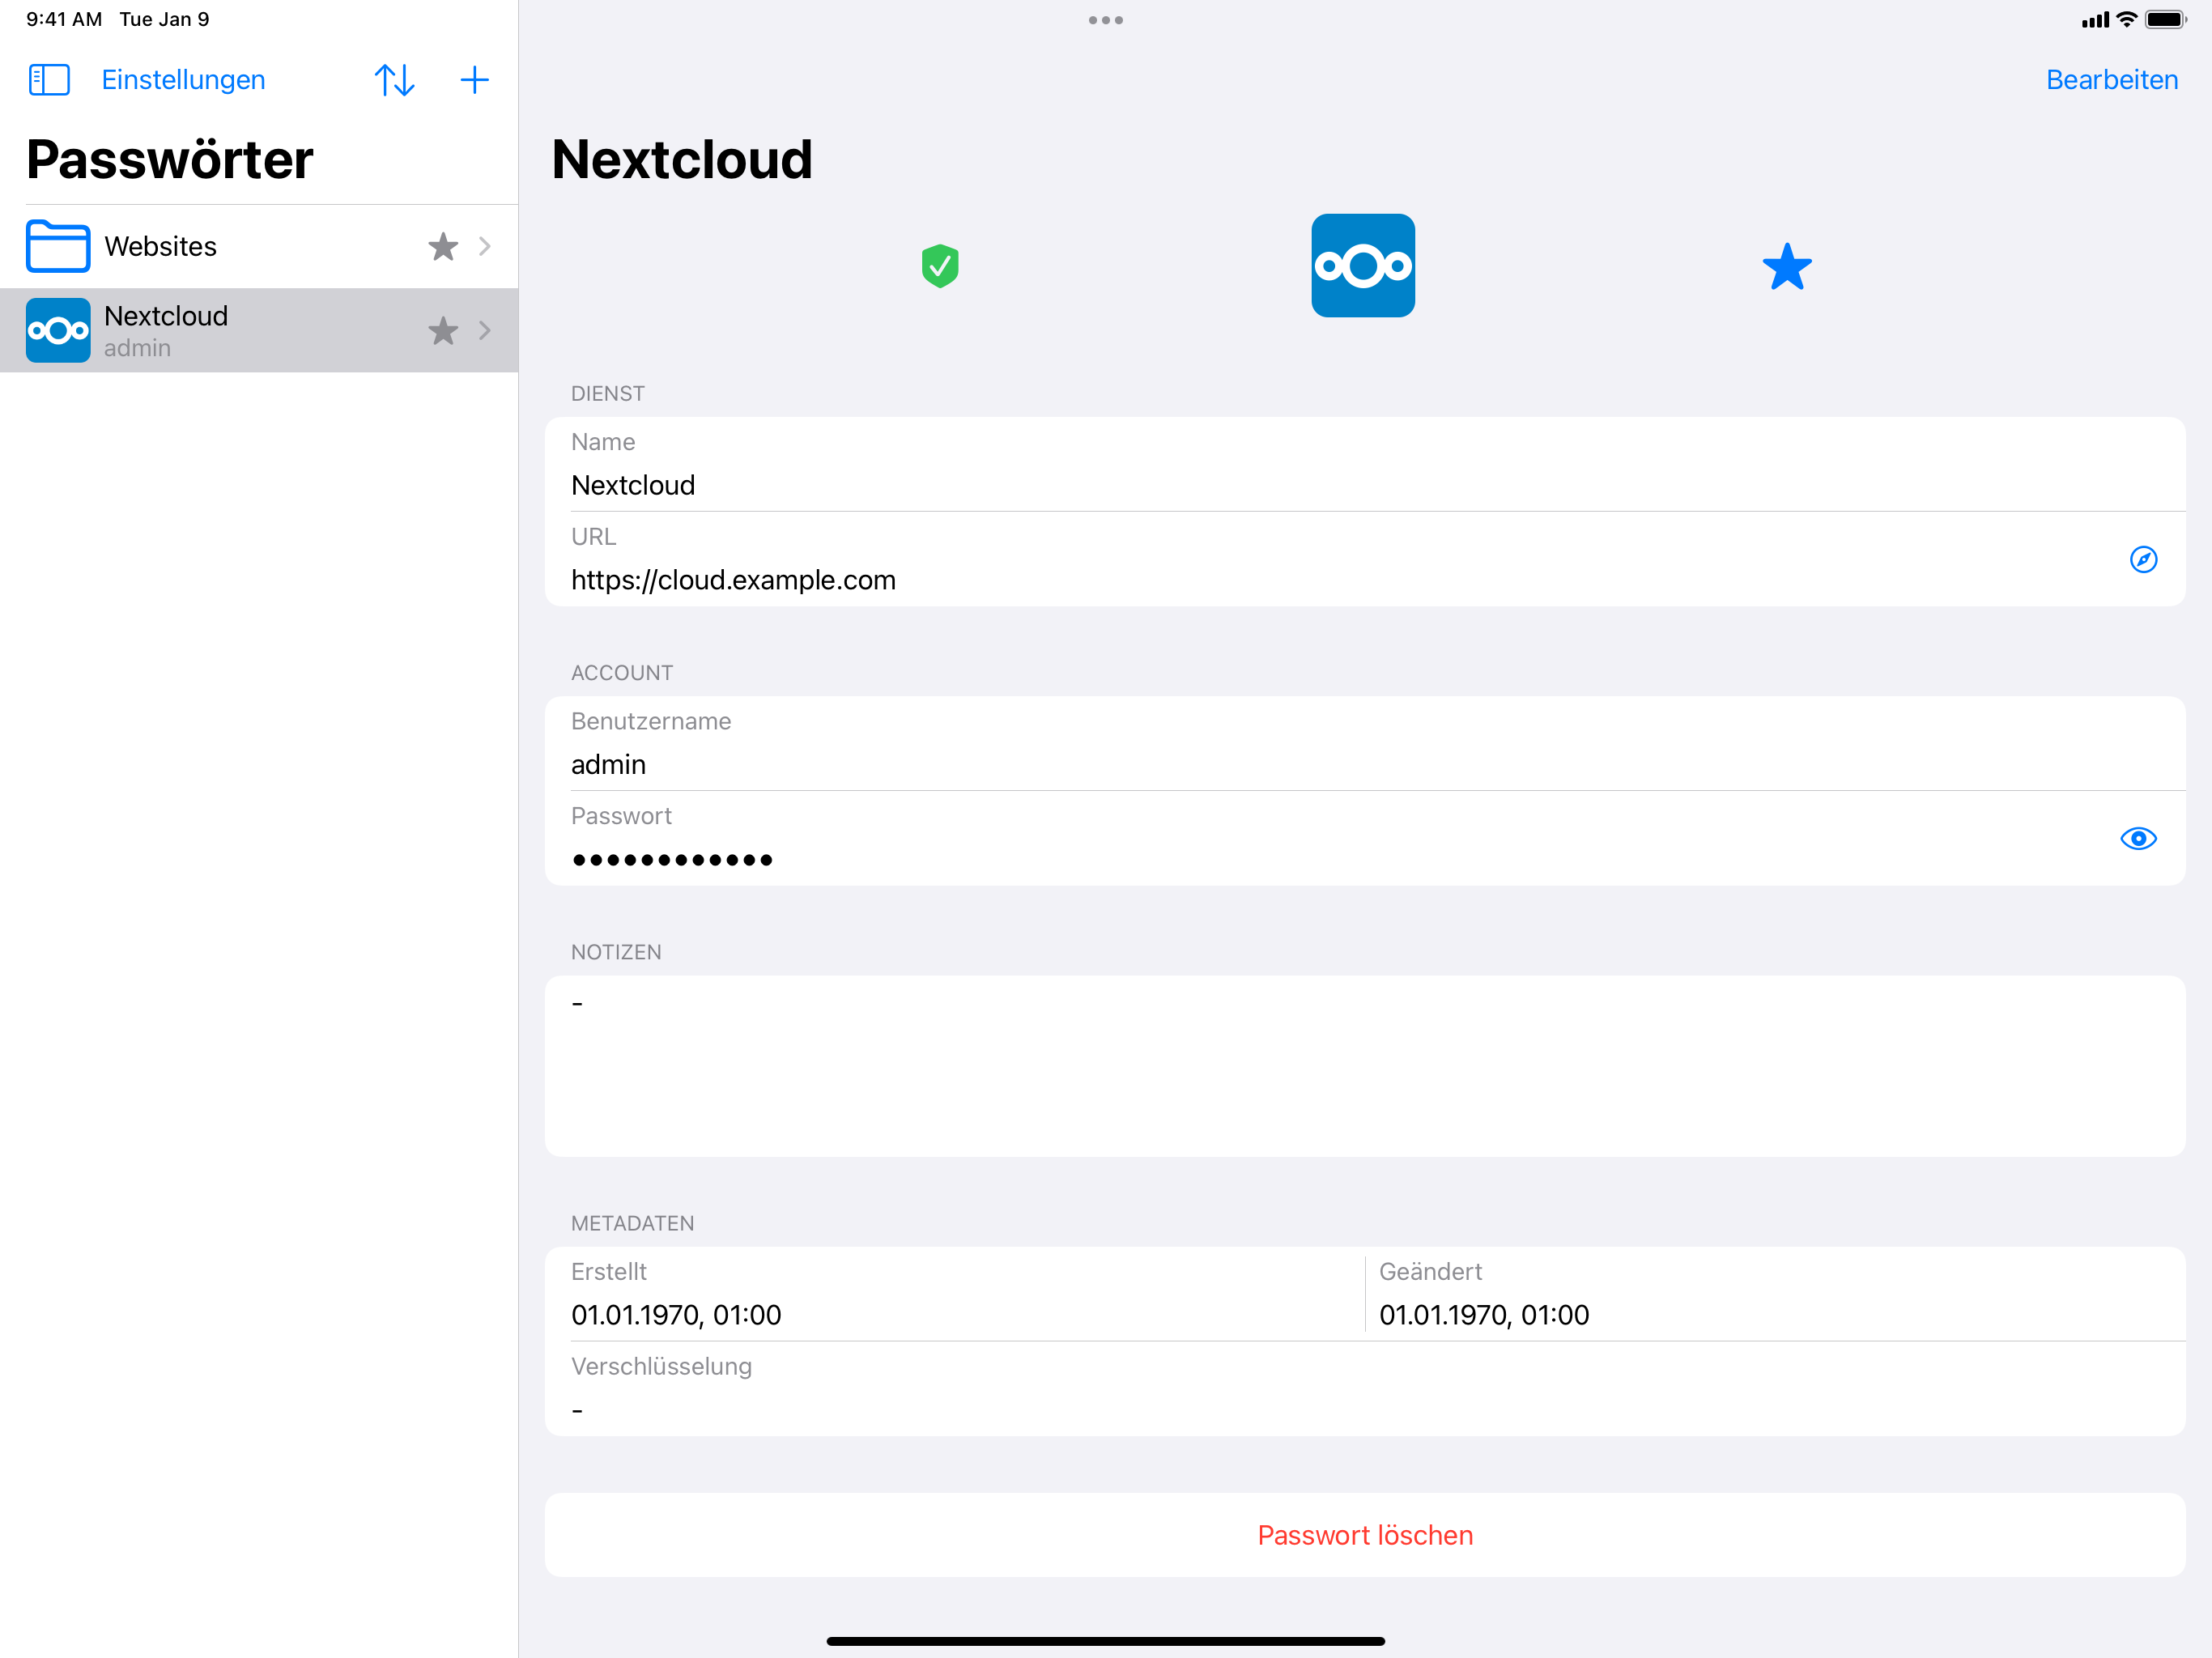 9:41 AM Tue Jan 9
Einstellungen
Passwörter
Websites
Nextcloud
admin
Bearbeiten
Nextcloud
DIENST
Name
Nextcloud
URL
https://cloud.example.com
ACCOUNT
Benutzername
admin
Passwort
••••••••••••
NOTIZEN
-
METADATEN
Erstellt
01.01.1970, 01:00
Geändert
01.01.1970, 01:00
Verschlüsselung
-
Passwort löschen